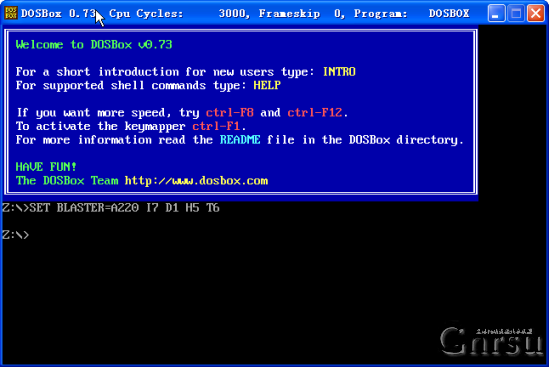 DOS BOX
DOSBox 0.73, Cpu Cycles: 3000, Frameskip 0, Program: DOSBOX
Welcome to DOSBox v0.73
For a short introduction for new users type: INTRO
For supported shell commands type: HELP
If you want more speed, try ctrl-F8 and ctrl-F12.
To activate the keymapper ctrl-F1.
For more information read the README file in the DOSBox directory.
HAVE FUN!
The DOSBox Team http://www.dosbox.com
Z:\>SET BLASTER=A220 I7 D1 H5 T6
Z:\>
Gnrsu